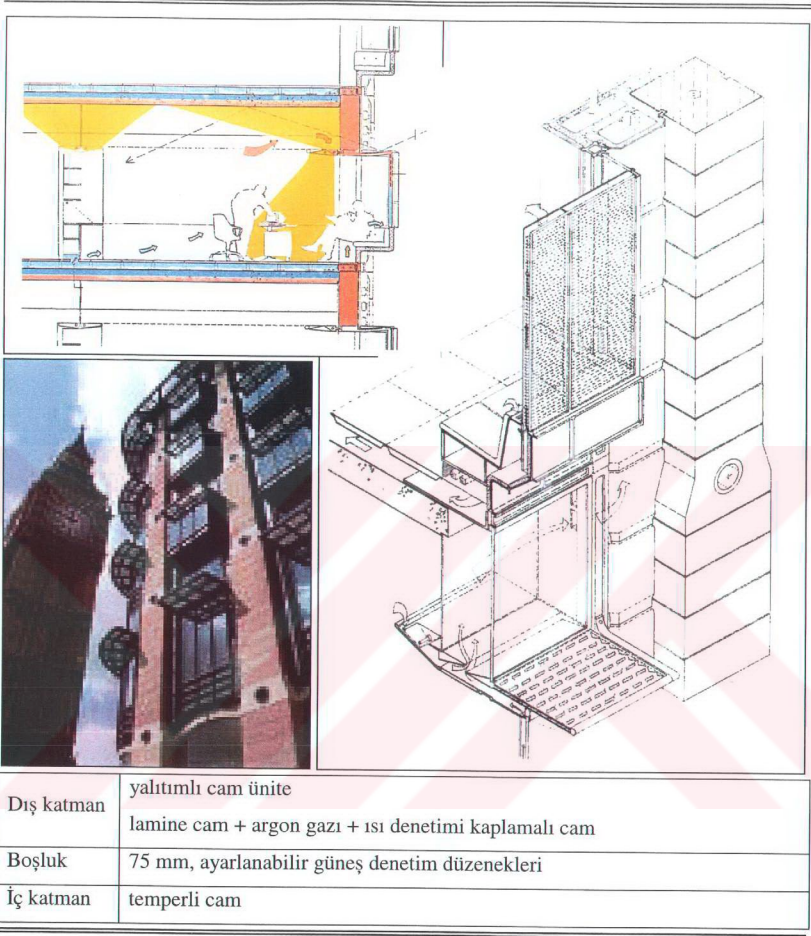 Dış katman
yalıtımlı cam ünite
lamine cam + argon gazı + ısı denetimi kaplamalı cam
Boşluk
75 mm, ayarlanabilir güneş denetim düzenekleri
İç katman
temperli cam